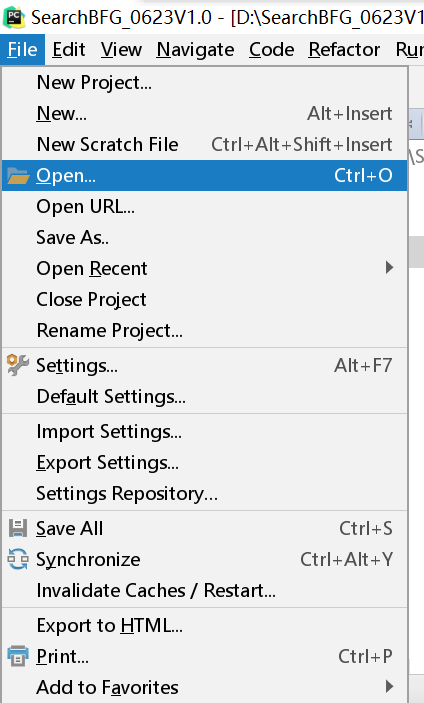 PC SearchBFG_0623V1.0 - [D:\SearchBFG_0623V1
File Edit View Navigate Code Refactor Ru
New Project...
New... Alt+Insert
New Scratch File Ctrl+Alt+Shift+Insert
Open... Ctrl+O
Open URL...
Save As..
Open Recent
Close Project
Rename Project...
Settings... Alt+F7
Default Settings...
Import Settings...
Export Settings...
Settings Repository...
Save All Ctrl+S
Synchronize Ctrl+Alt+Y
Invalidate Caches / Restart...
Export to HTML...
Print... Ctrl+P
Add to Favorites